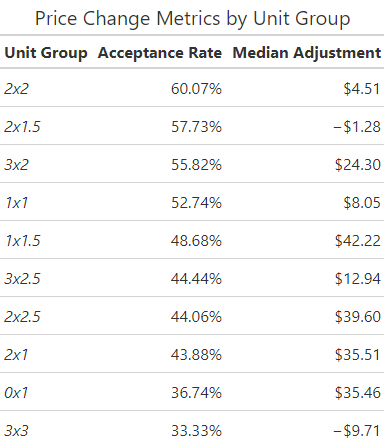 Price Change Metrics by Unit Group
Unit Group Acceptance Rate Median Adjustment
2x2 60.07% $4.51
2x1.5 57.73% −$1.28
3x2 55.82% $24.30
1x1 52.74% $8.05
1x1.5 48.68% $42.22
3x2.5 44.44% $12.94
2x2.5 44.06% $39.60
2x1 43.88% $35.51
0x1 36.74% $35.46
3x3 33.33% −$9.71